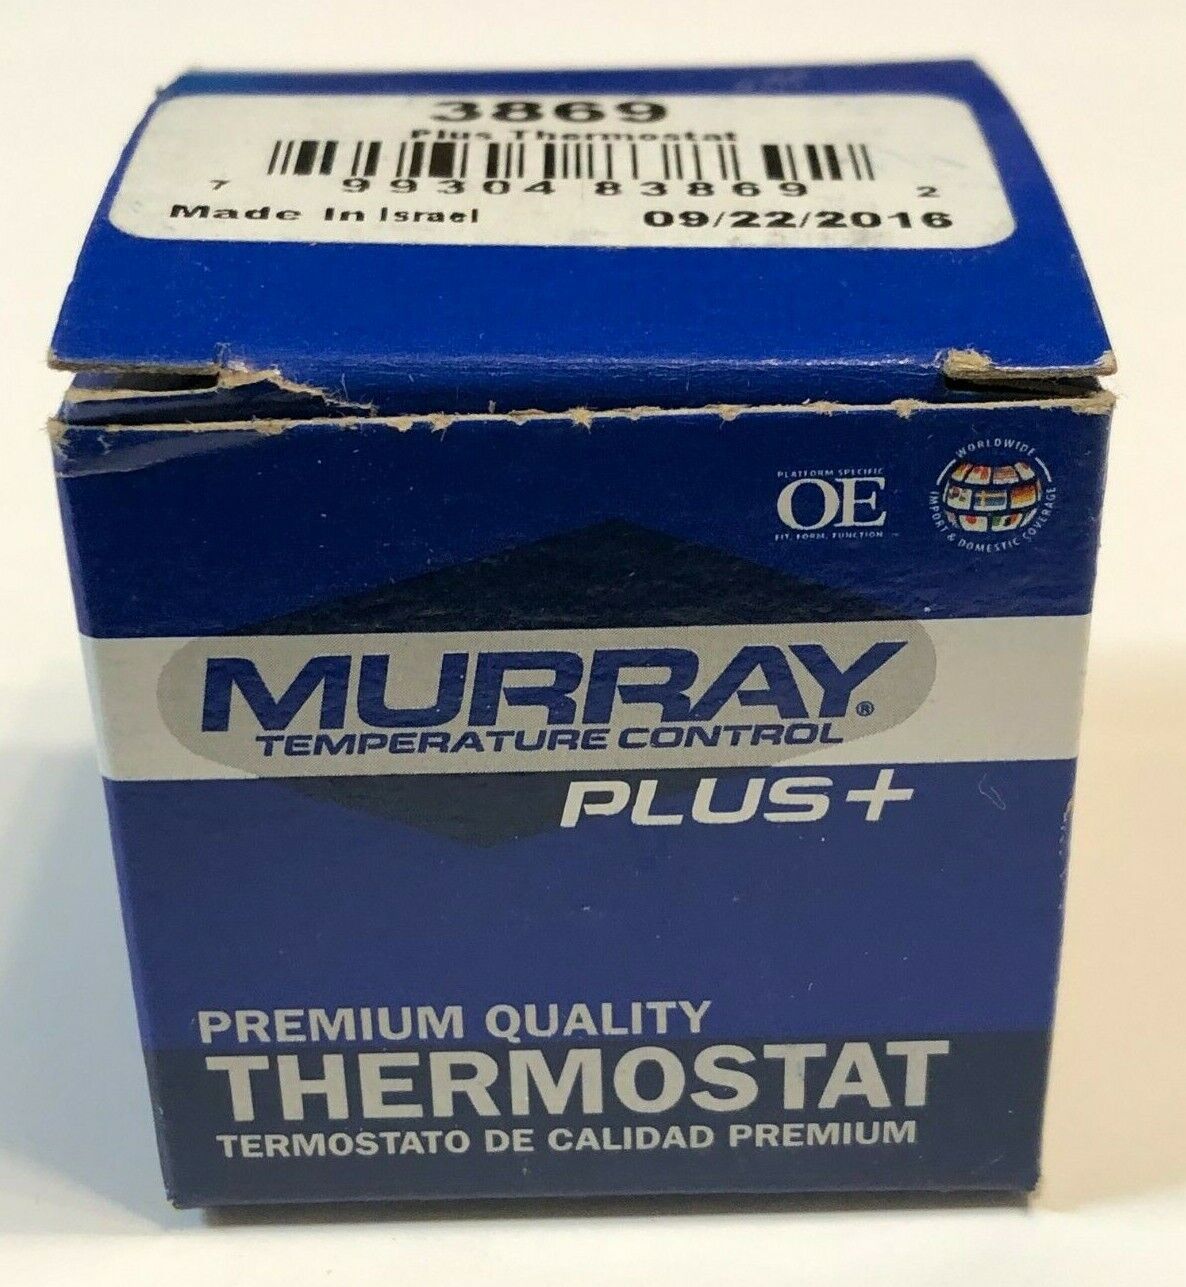 3869
Plus Thermostat
7 99304 83869 2
Made In Israel 09/22/2016
PLATFORM SPECIFIC
OE
FIT, FORM, FUNCTION ™
WORLDWIDE
IMPORT & DOMESTIC COVERAGE
MURRAY®
TEMPERATURE CONTROL
PLUS+
PREMIUM QUALITY
THERMOSTAT
TERMOSTATO DE CALIDAD PREMIUM